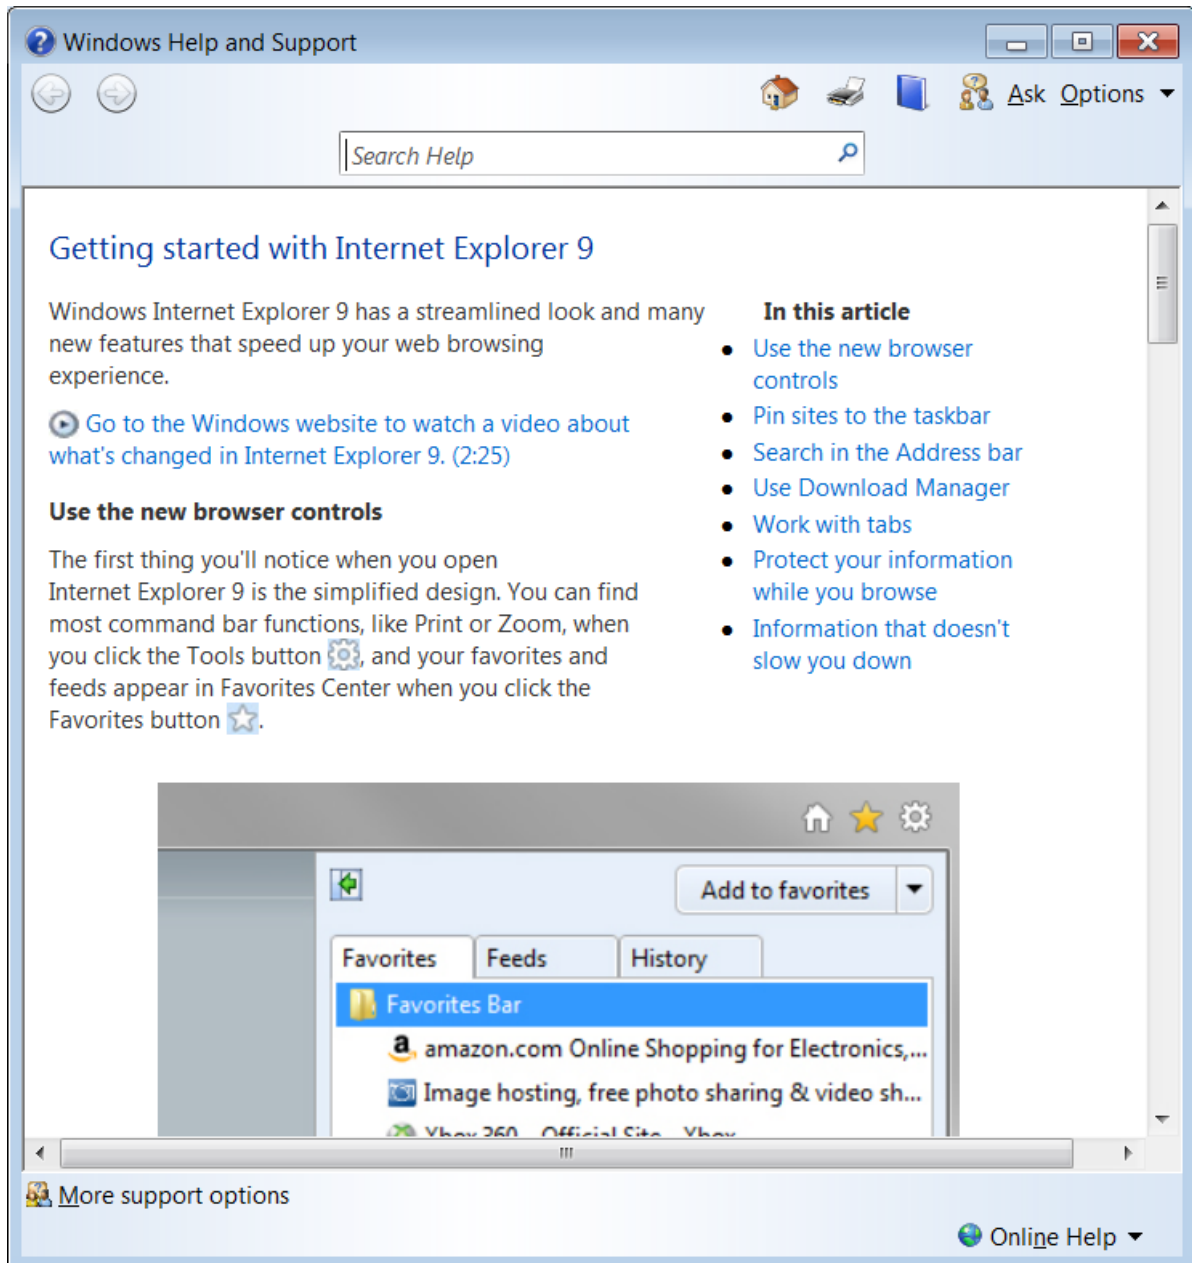 Windows Help and Support
Ask Options
Search Help
Getting started with Internet Explorer 9
Windows Internet Explorer 9 has a streamlined look and many
new features that speed up your web browsing
experience.
Go to the Windows website to watch a video about
what's changed in Internet Explorer 9. (2:25)
Use the new browser controls
The first thing you'll notice when you open
Internet Explorer 9 is the simplified design. You can find
most command bar functions, like Print or Zoom, when
you click the Tools button , and your favorites and
feeds appear in Favorites Center when you click the
Favorites button .
In this article
Use the new browser
controls
Pin sites to the taskbar
Search in the Address bar
Use Download Manager
Work with tabs
Protect your information
while you browse
Information that doesn't
slow you down
Add to favorites
Favorites Feeds History
Favorites Bar
amazon.com Online Shopping for Electronics,...
Image hosting, free photo sharing & video sh...
Xbox 360 - Official Site - Xbox
More support options
Online Help